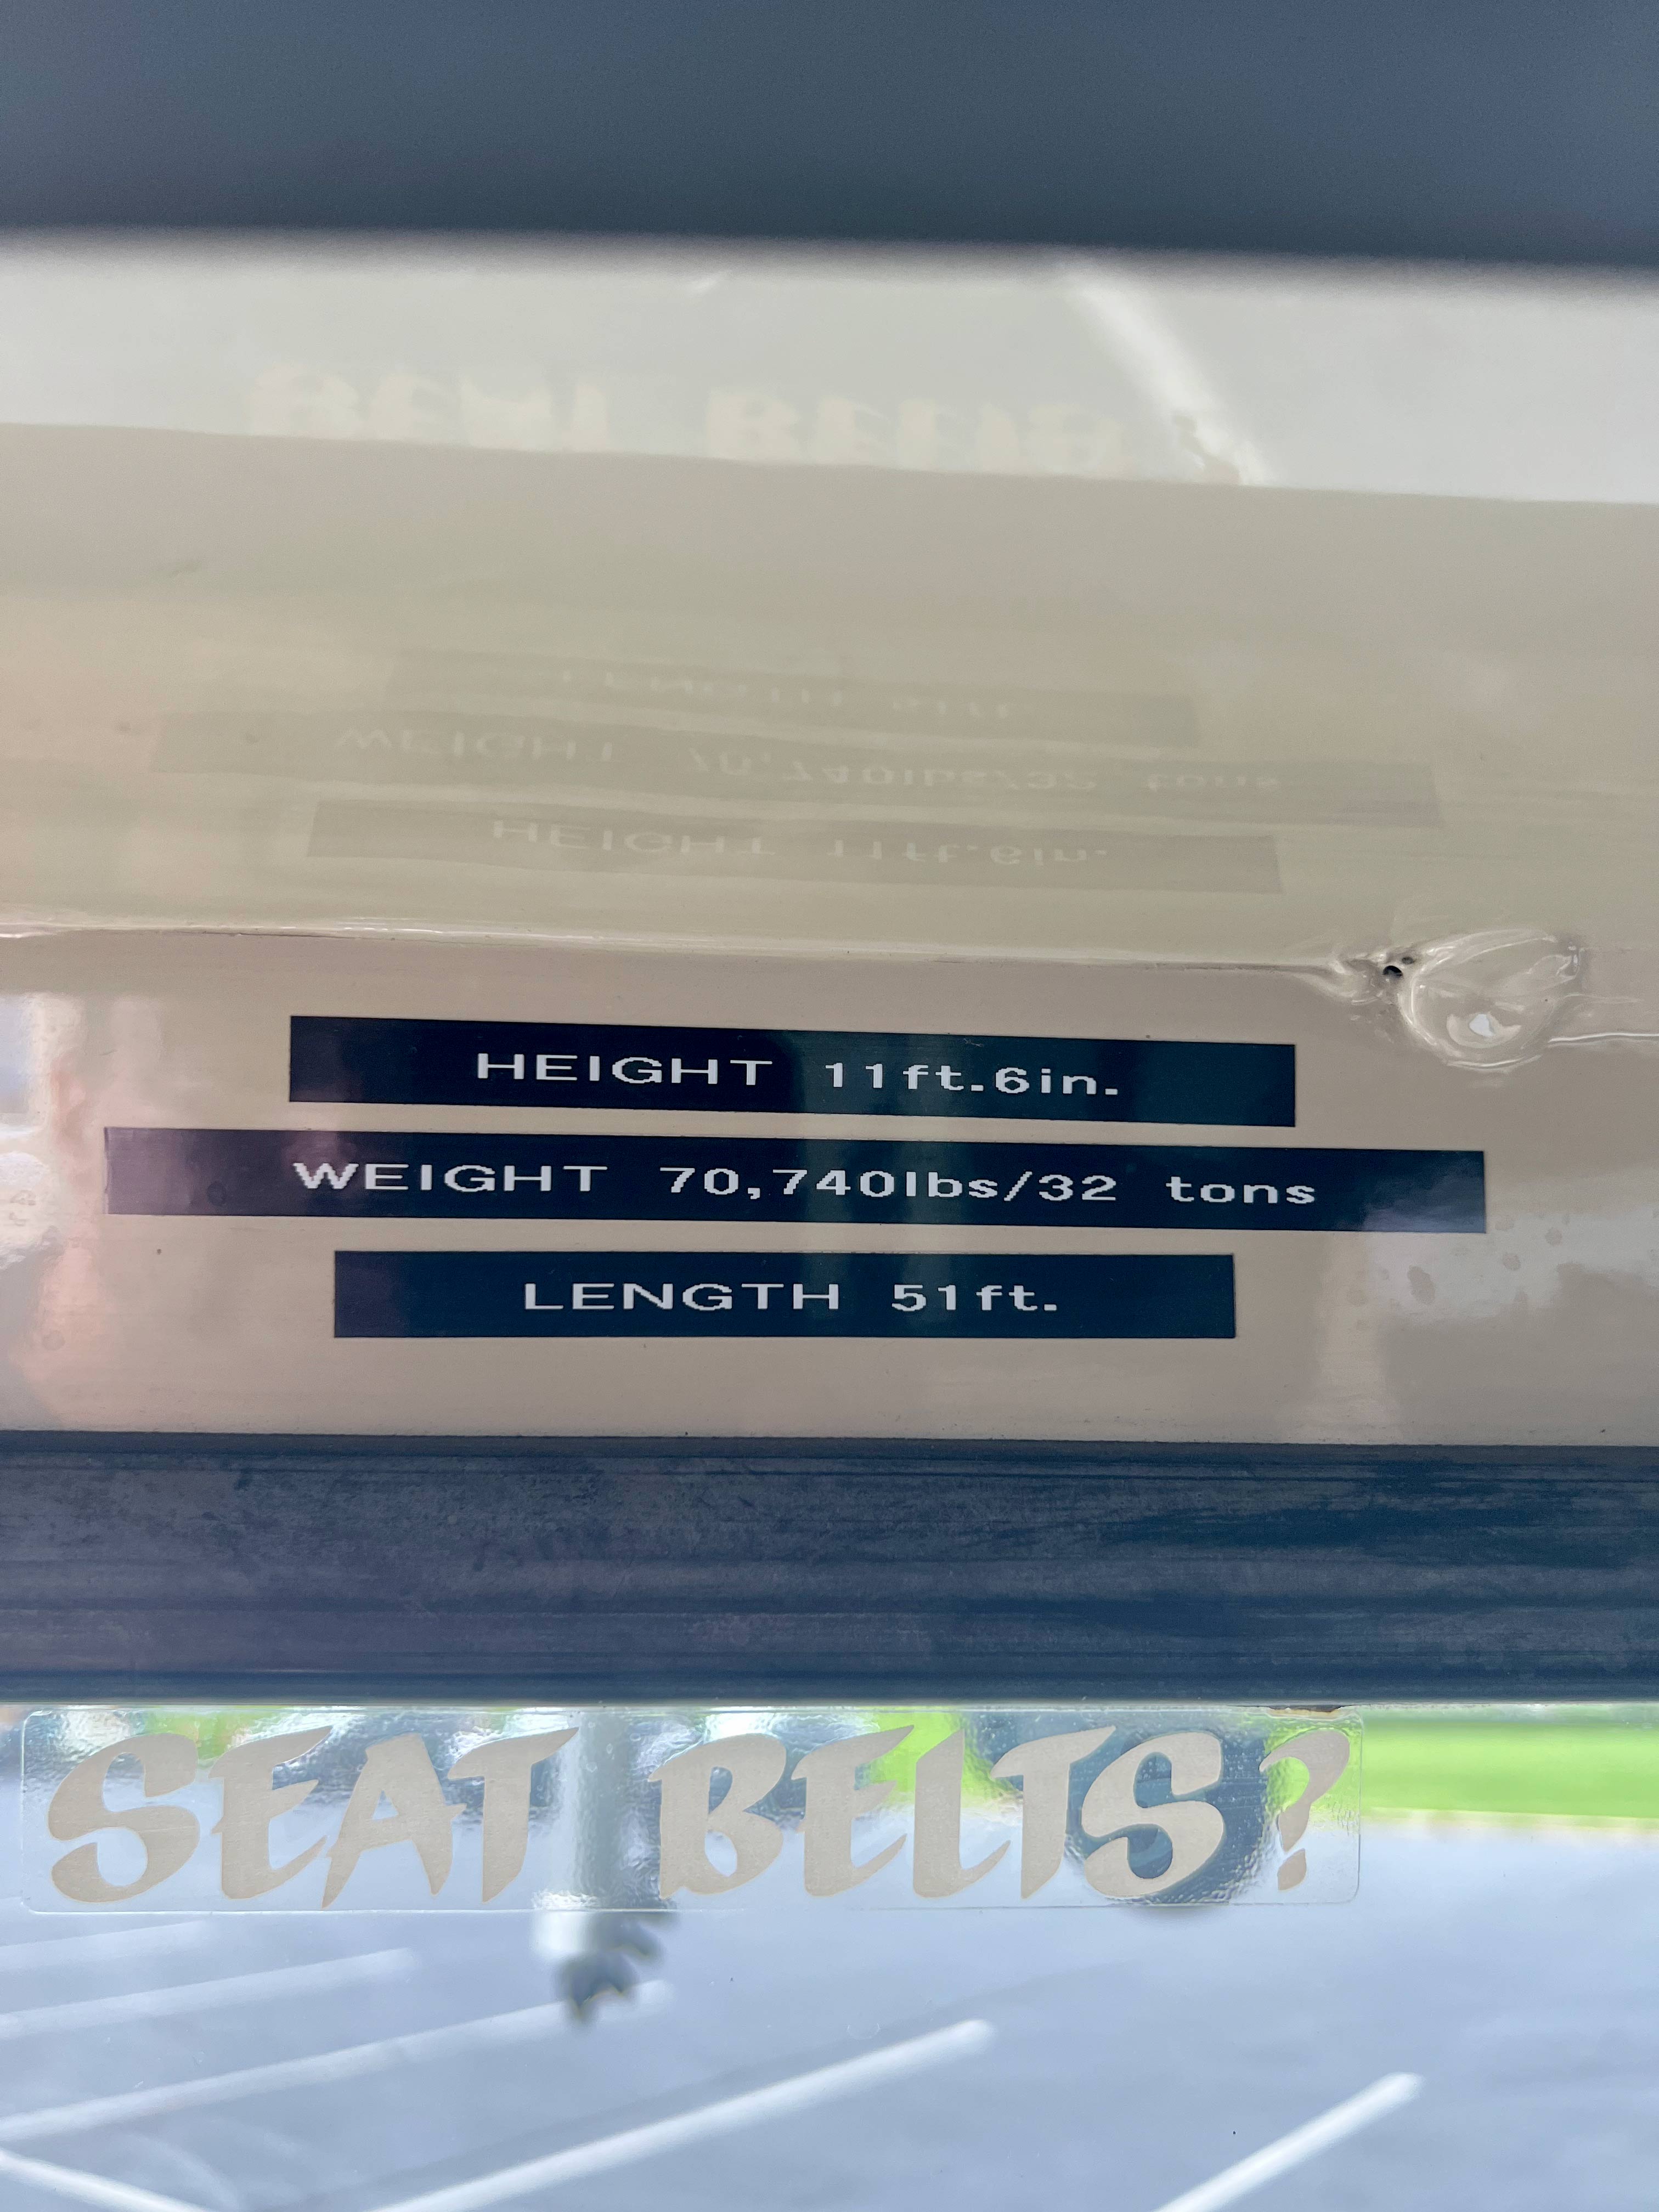 HEIGHT 11ft.6in.
WEIGHT 70,740lbs/32 tons
LENGTH 51ft.
SEAT BELTS?